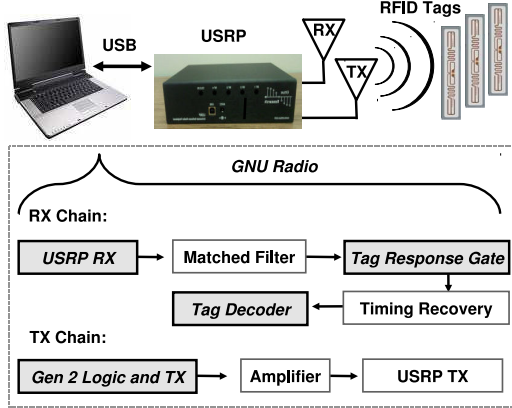 RFID Tags
USRP
RX
USB
TX
GNU Radio
RX Chain:
USRP RX
Matched Filter
Tag Response Gate
Tag Decoder
Timing Recovery
TX Chain:
Gen 2 Logic and TX
Amplifier
USRP TX